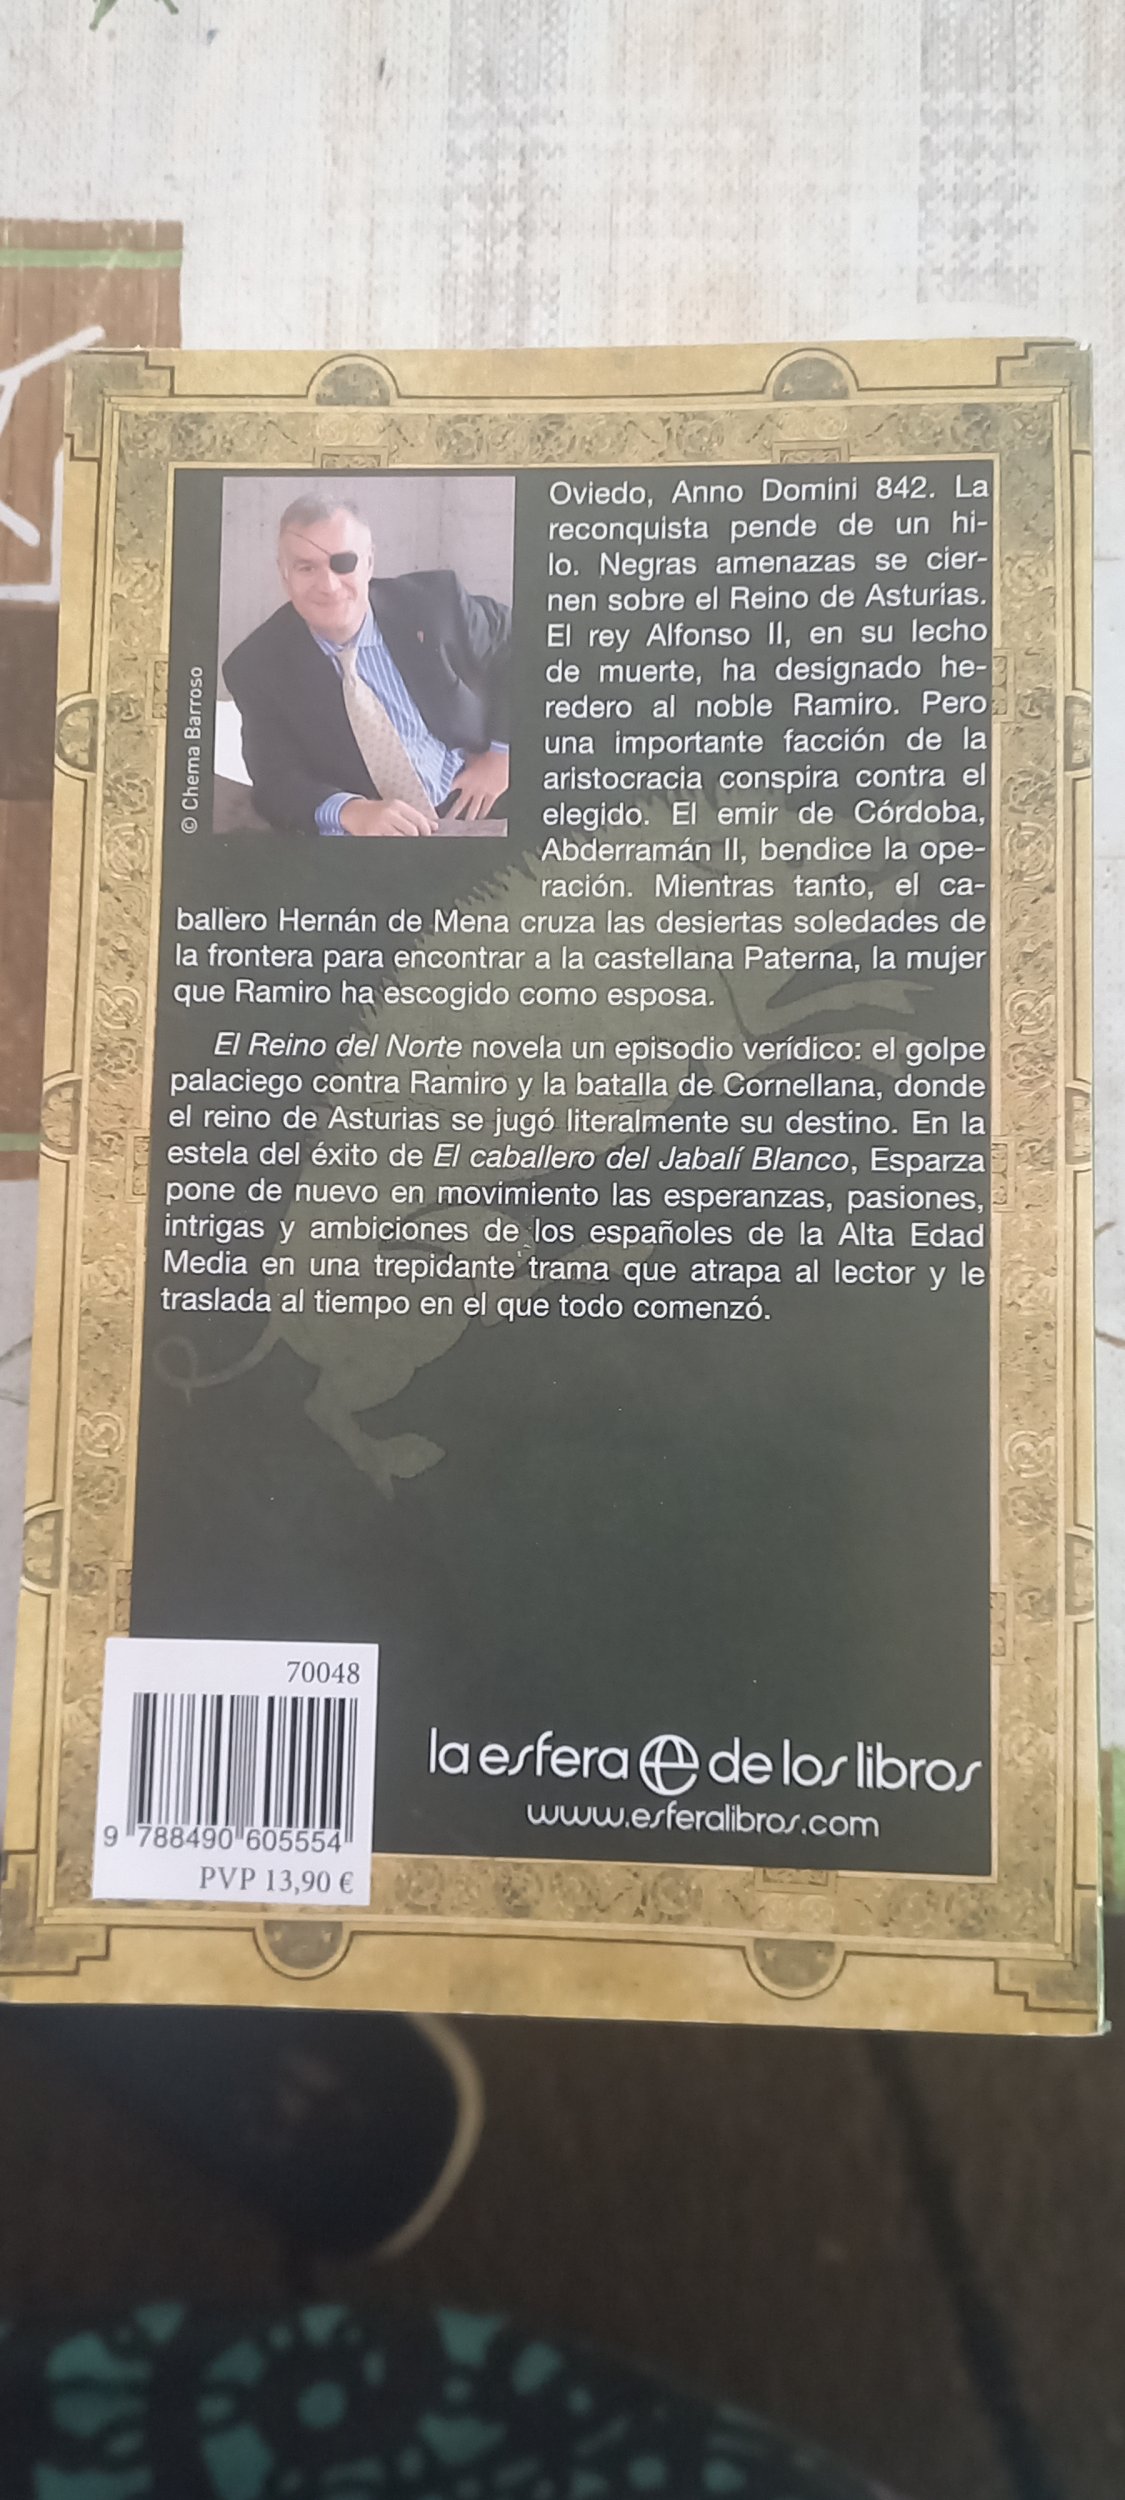 © Chema Barroso
Oviedo, Anno Domini 842. La
reconquista pende de un hi-
lo. Negras amenazas se cier-
nen sobre el Reino de Asturias.
El rey Alfonso II, en su lecho
de muerte, ha designado he-
redero al noble Ramiro. Pero
una importante facción de la
aristocracia conspira contra el
elegido. El emir de Córdoba,
Abderramán II, bendice la ope-
ración. Mientras tanto, el ca-
ballero Hernán de Mena cruza las desiertas soledades de
la frontera para encontrar a la castellana Paterna, la mujer
que Ramiro ha escogido como esposa.
El Reino del Norte novela un episodio verídico: el golpe
palaciego contra Ramiro y la batalla de Cornellana, donde
el reino de Asturias se jugó literalmente su destino. En la
estela del éxito de El caballero del Jabalí Blanco, Esparza
pone de nuevo en movimiento las esperanzas, pasiones,
intrigas y ambiciones de los españoles de la Alta Edad
Media en una trepidante trama que atrapa al lector y le
traslada al tiempo en el que todo comenzó.
70048
9 788490 605554
PVP 13,90 €
la esfera de los libros
www.esferalibros.com